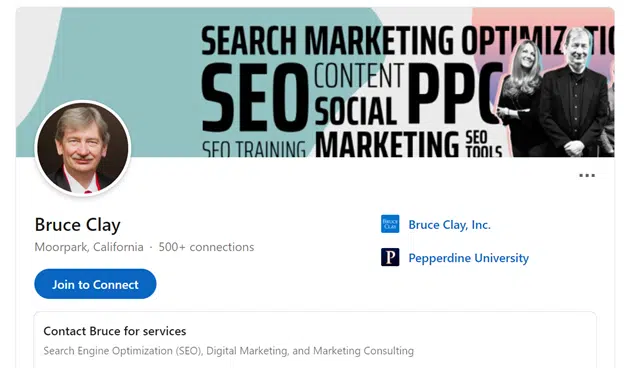 SEARCH MARKETING OPTIMIZATIO
SEO CONTENT PPC
SOCIAL
SEO TRAINING MARKETING SEO TOOLS
...
Bruce Clay
Moorpark, California · 500+ connections
Join to Connect
BRUCE CLAY Bruce Clay, Inc.
P Pepperdine University
Contact Bruce for services
Search Engine Optimization (SEO), Digital Marketing, and Marketing Consulting